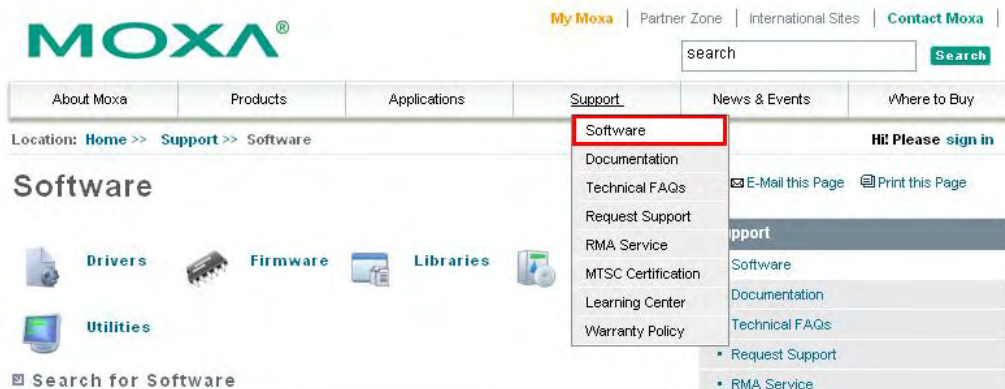 My Moxa | Partner Zone | International Sites | Contact Moxa |
MOXA®
search
Search
About Moxa
Products
Applications
Support
News & Events
Where to Buy
Location: Home >> Support >> Software
Hi! Please sign in
Software
Documentation
Technical FAQs
Request Support
RMA Service
MTSC Certification
Learning Center
Warranty Policy
Software
E-Mail this Page
Print this Page
Drivers
Firmware
Libraries
Utilities
Search for Software
pport
Software
Documentation
Technical FAQs
Request Support
RMA Service